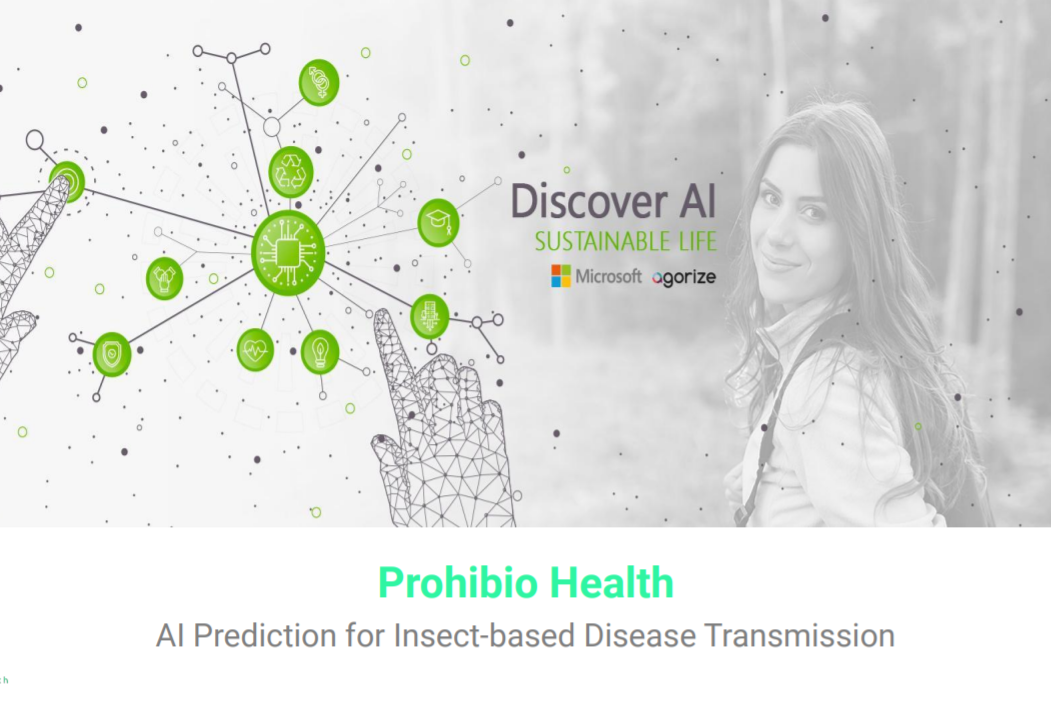 Discover AI
SUSTAINABLE LIFE
Microsoft agorize
Prohibio Health
AI Prediction for Insect-based Disease Transmission